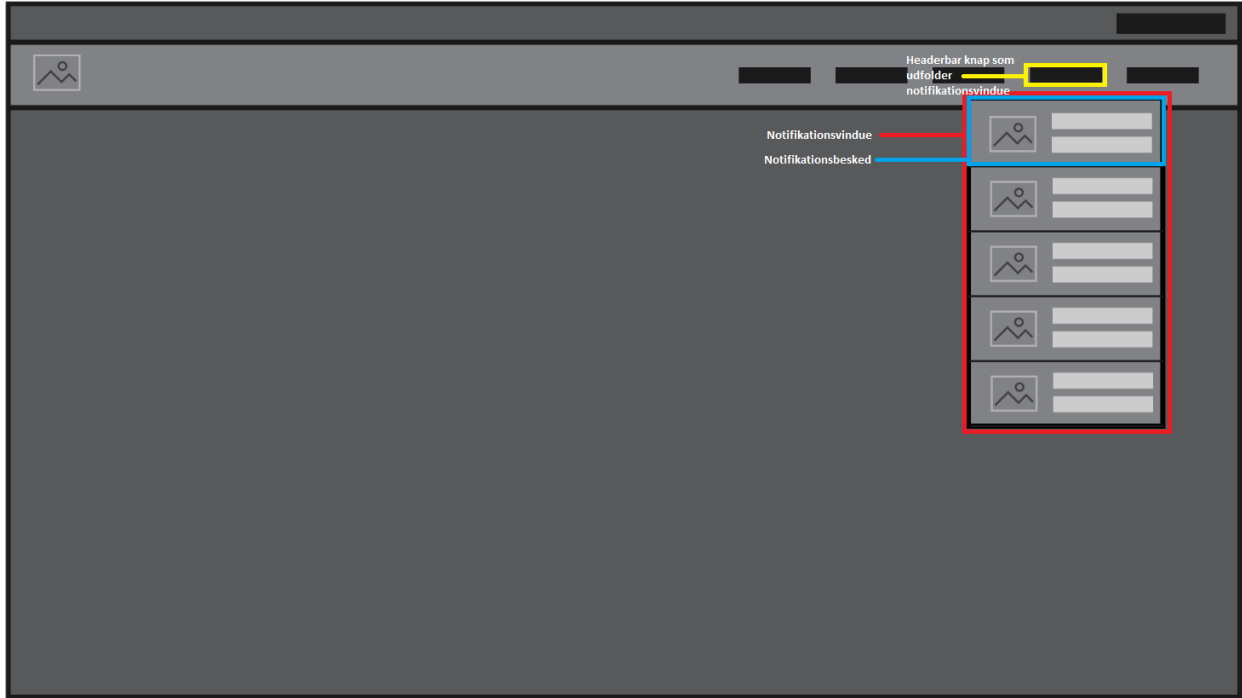 Headerbar knap som
udfolder
notifikationsvindue
Notifikationsvindue
Notifikationsbesked